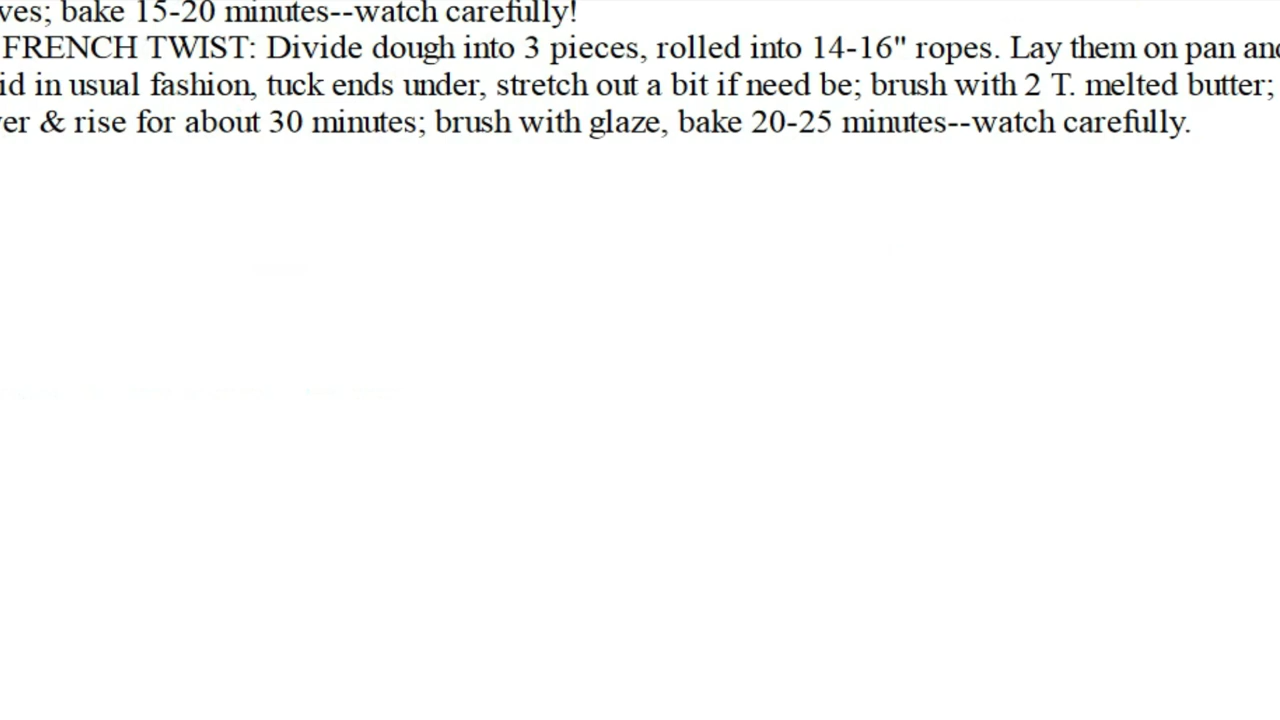 ves; bake 15-20 minutes--watch carefully!
FRENCH TWIST: Divide dough into 3 pieces, rolled into 14-16" ropes. Lay them on pan and
id in usual fashion, tuck ends under, stretch out a bit if need be; brush with 2 T. melted butter;
er & rise for about 30 minutes; brush with glaze, bake 20-25 minutes--watch carefully.